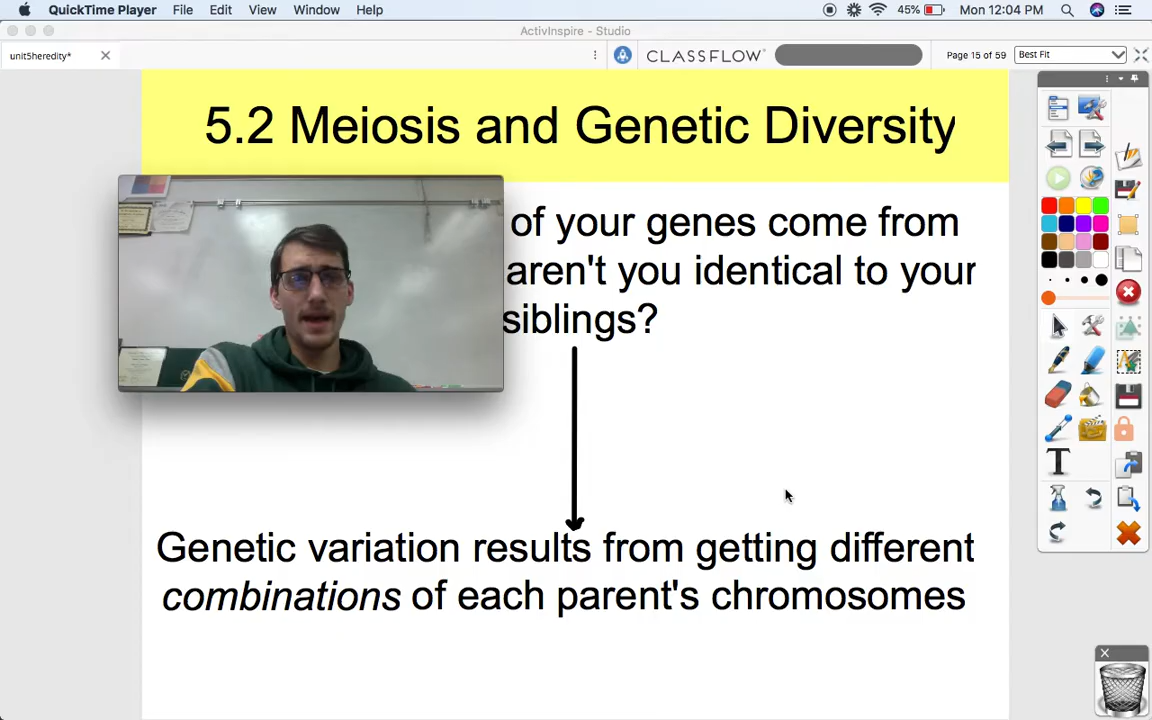 QuickTime Player File Edit View Window Help 45% Mon 12:04 PM
ActivInspire - Studio
unit5heredity* CLASSFLOW Page 15 of 59 Best Fit
5.2 Meiosis and Genetic Diversity
of your genes come from
aren't you identical to your
siblings?
T
Genetic variation results from getting different
combinations of each parent's chromosomes